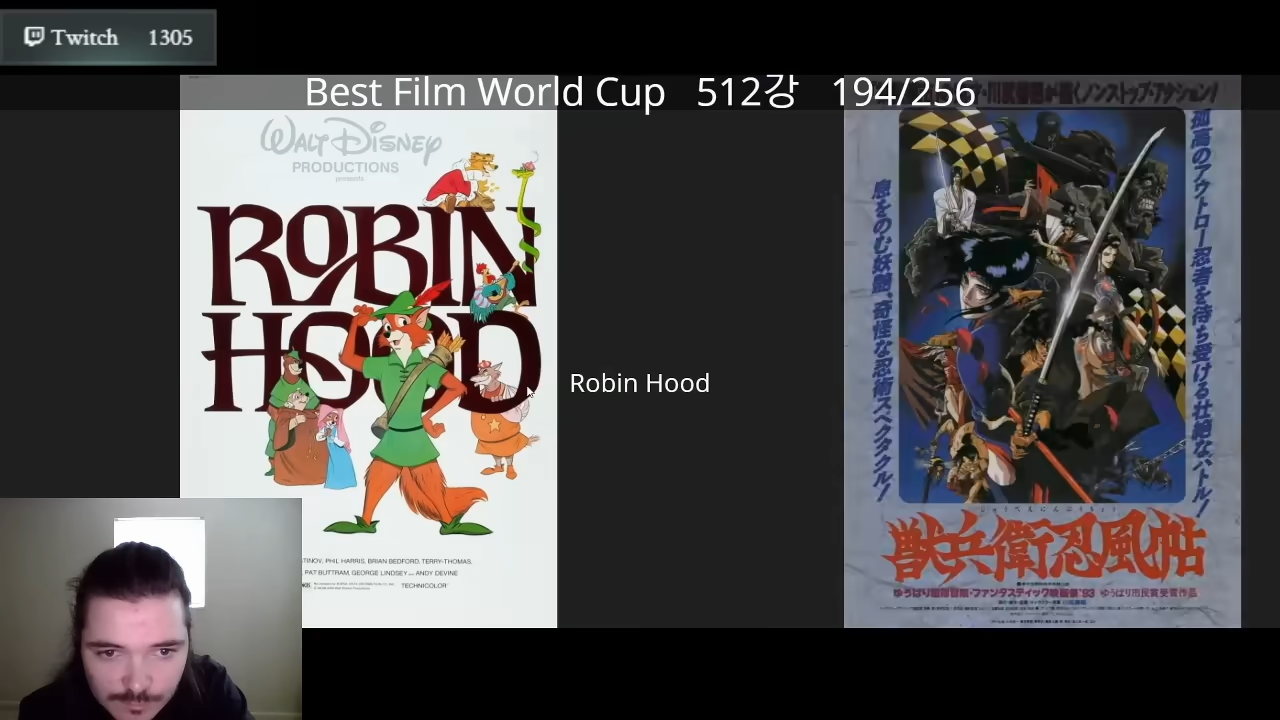 Twitch 1305
Best Film World Cup 512강 194/256
WALT DISNEY
PRODUCTIONS
presents
ROBIN
HOOD
Robin Hood
PHIL HARRIS, BRIAN BEDFORD, TERRY-THOMAS,
PAT BUTTRAM, GEORGE LINDSEY ANDY DEVINE
TECHNICOLOR
孤高のアウトロー忍者を待ち受ける壮絶なバトル!
息をのむ妖艶、奇怪な忍術スペクタクル!
獣兵衛忍風帖